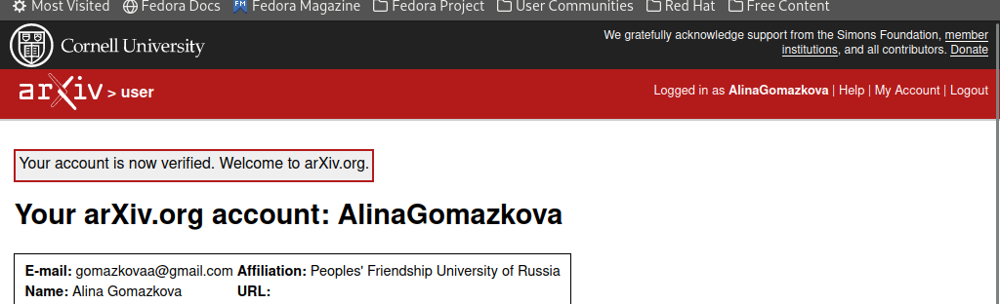 Most Visited Fedora Docs Fedora Magazine Fedora Project User Communities Red Hat Free Content
Cornell University
We gratefully acknowledge support from the Simons Foundation, member
institutions, and all contributors. Donate
arXiv > user
Logged in as AlinaGomazkova | Help | My Account | Logout
Your account is now verified. Welcome to arXiv.org.
Your arXiv.org account: AlinaGomazkova
E-mail: gomazkovaa@gmail.com Affiliation: Peoples' Friendship University of Russia
Name: Alina Gomazkova URL: